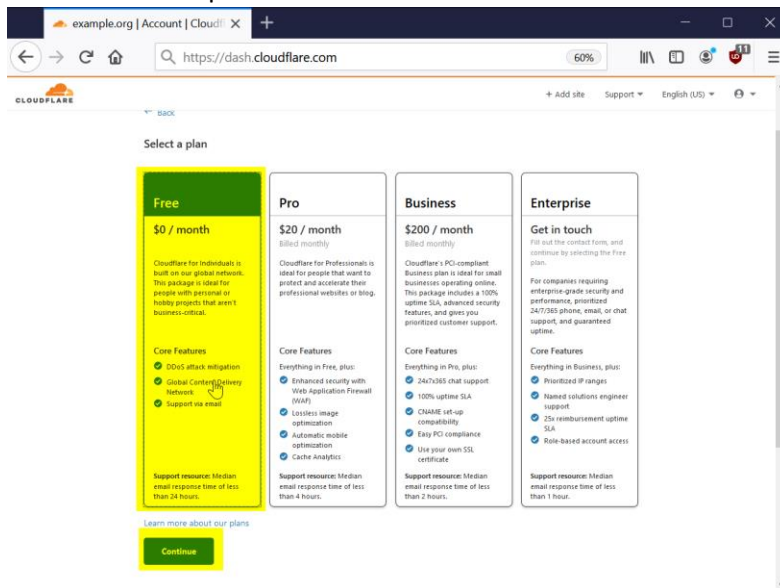 example.org | Account | Cloudfl
https://dash.cloudflare.com
60%
11
CLOUDFLARE
+ Add site Support English (US)
← Back
Select a plan
Free
$0 / month
Cloudflare for Individuals is
built on our global network.
This package is ideal for
people with personal or
hobby projects that aren't
business-critical.
Core Features
DDoS attack mitigation
Global Content Delivery
Network
Support via email
Support resource: Median
email response time of less
than 24 hours.
Pro
$20 / month
Billed monthly
Cloudflare for Professionals is
ideal for people that want to
protect and accelerate their
professional websites or blog.
Core Features
Everything in Free, plus:
Enhanced security with
Web Application Firewall
(WAF)
Lossless image
optimization
Automatic mobile
optimization
Cache Analytics
Support resource: Median
email response time of less
than 4 hours.
Business
$200 / month
Billed monthly
Cloudflare's PCI-compliant
Business plan is ideal for small
businesses operating online.
This package includes a 100%
uptime SLA, advanced security
features, and gives you
prioritized customer support.
Core Features
Everything in Pro, plus:
24x7x365 chat support
100% uptime SLA
CNAME set-up
compatibility
Easy PCI compliance
Use your own SSL
certificate
Support resource: Median
email response time of less
than 2 hours.
Enterprise
Get in touch
Fill out the contact form, and
continue by selecting the Free
plan.
For companies requiring
enterprise-grade security and
performance, prioritized
24/7/365 phone, email, or chat
support, and guaranteed
uptime.
Core Features
Everything in Business, plus:
Prioritized IP ranges
Named solutions engineer
support
25x reimbursement uptime
SLA
Role-based account access
Support resource: Median
email response time of less
than 1 hour.
Learn more about our plans
Continue